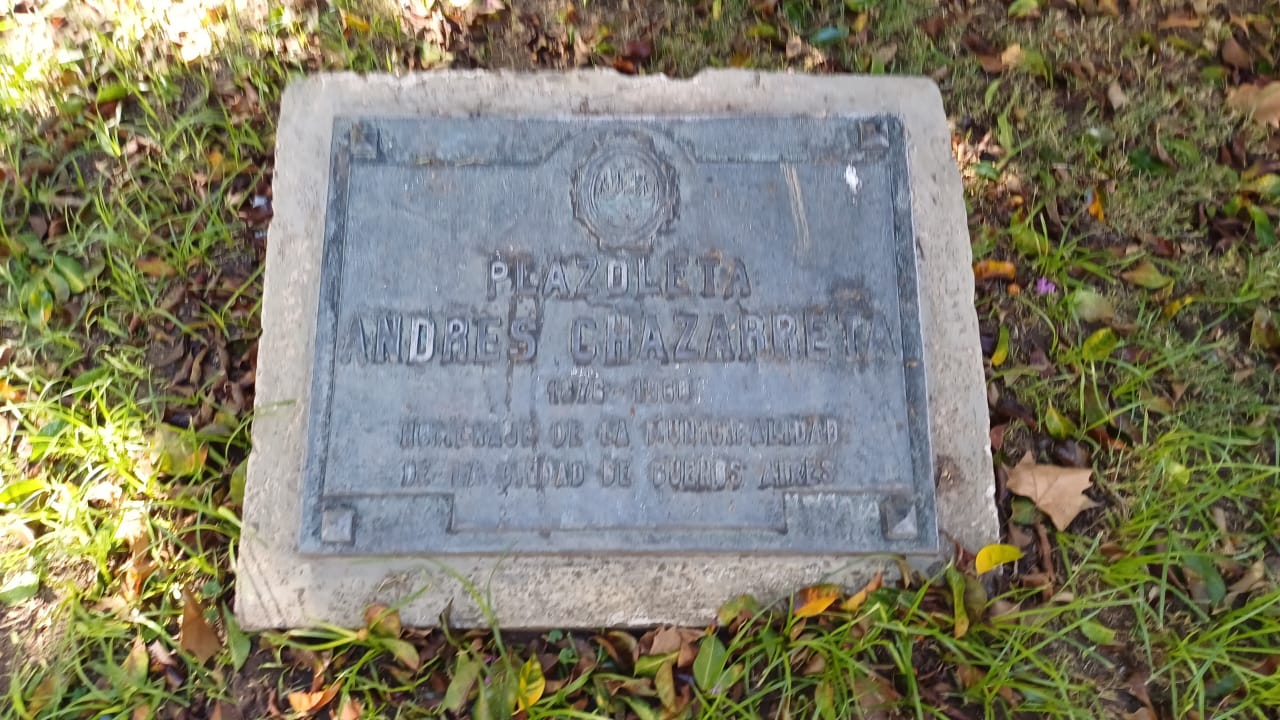 PLAZOLETA
ANDRES CHAZARRETA
1876-1960
HOMENAJE DE LA MUNICIPALIDAD
DE LA CIUDAD DE BUENOS AIRES